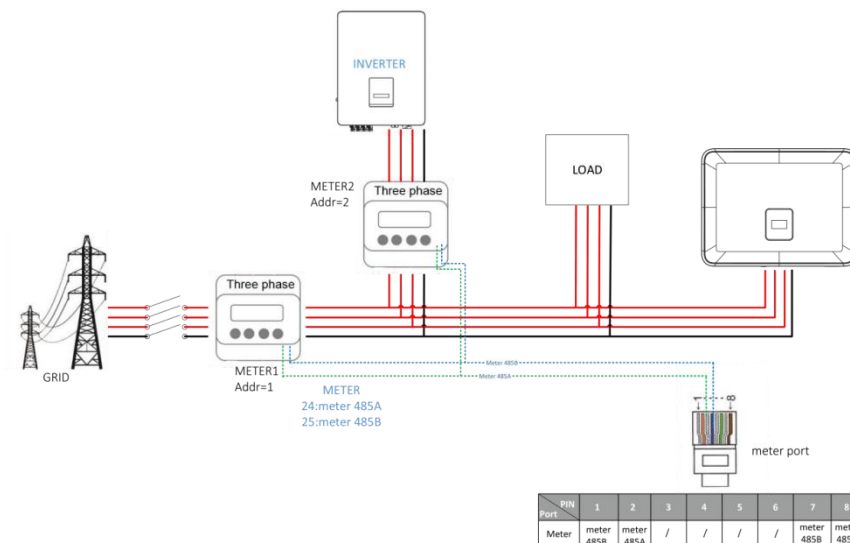 INVERTER
LOAD
METER2
Addr=2
Three phase
Three phase
GRID
METER1
Addr=1
Meter 485B
Meter 485A
METER
24:meter 485A
25:meter 485B
1 8
meter port
PIN
Port 1 2 3 4 5 6 7 8
Meter meter 485B meter 485A / / / / meter 485B